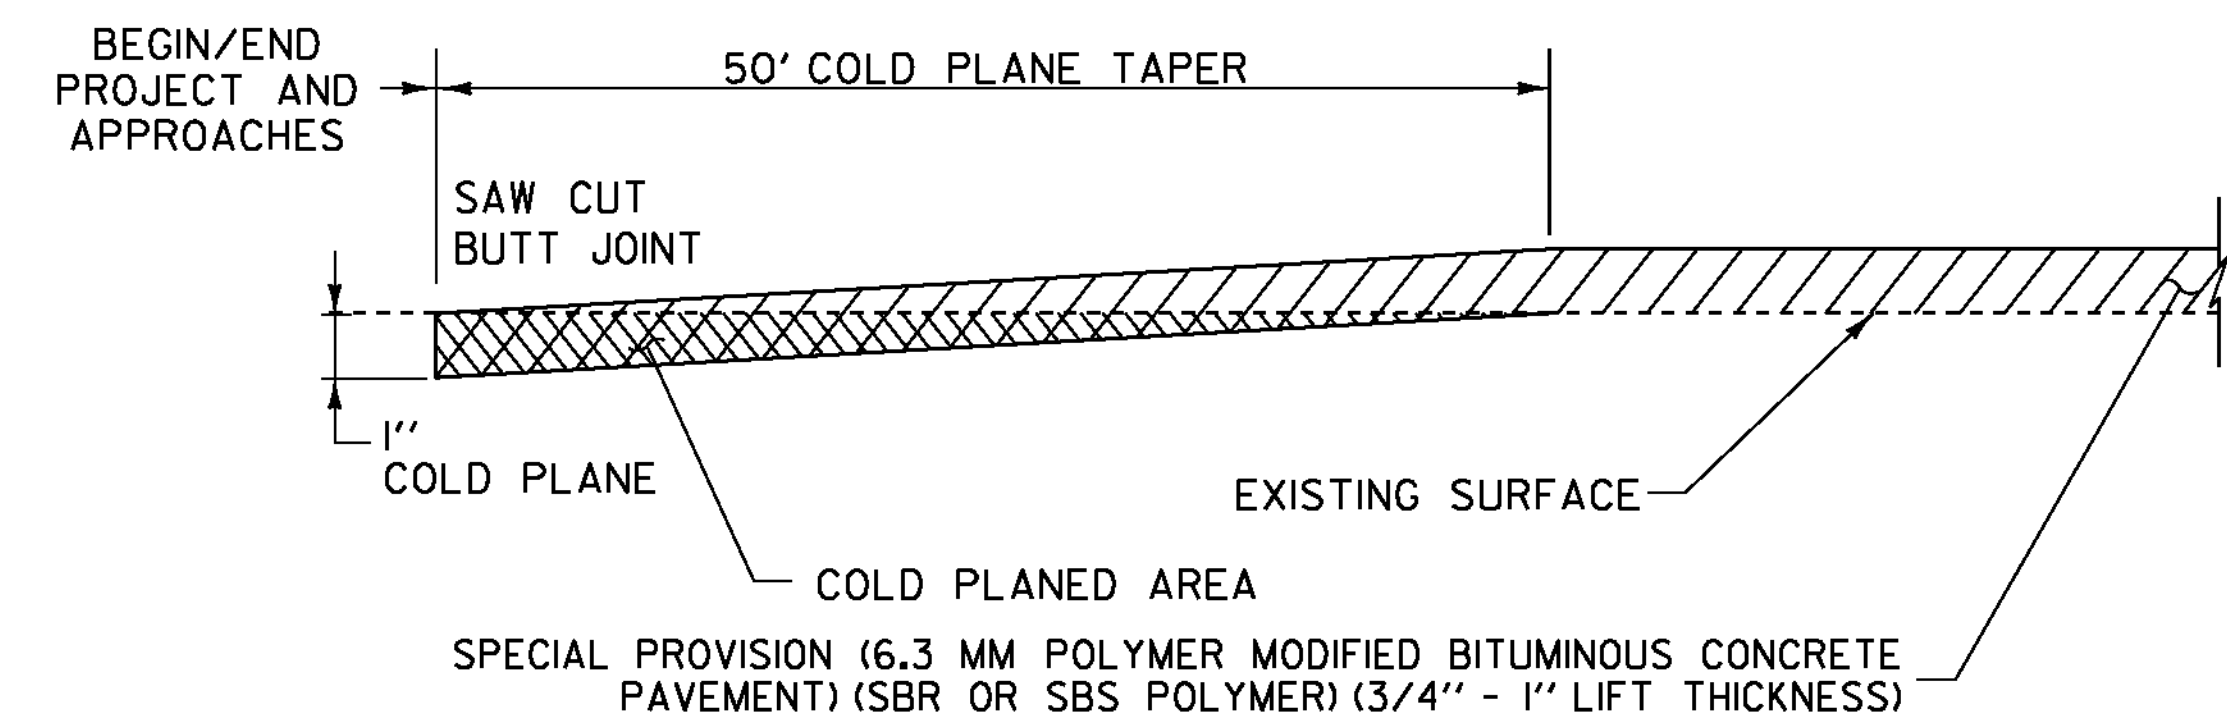 BEGIN/END
PROJECT AND
APPROACHES
50' COLD PLANE TAPER
SAW CUT
BUTT JOINT
1"
COLD PLANE
EXISTING SURFACE
COLD PLANED AREA
SPECIAL PROVISION (6.3 MM POLYMER MODIFIED BITUMINOUS CONCRETE
PAVEMENT) (SBR OR SBS POLYMER) (3/4" - 1" LIFT THICKNESS)